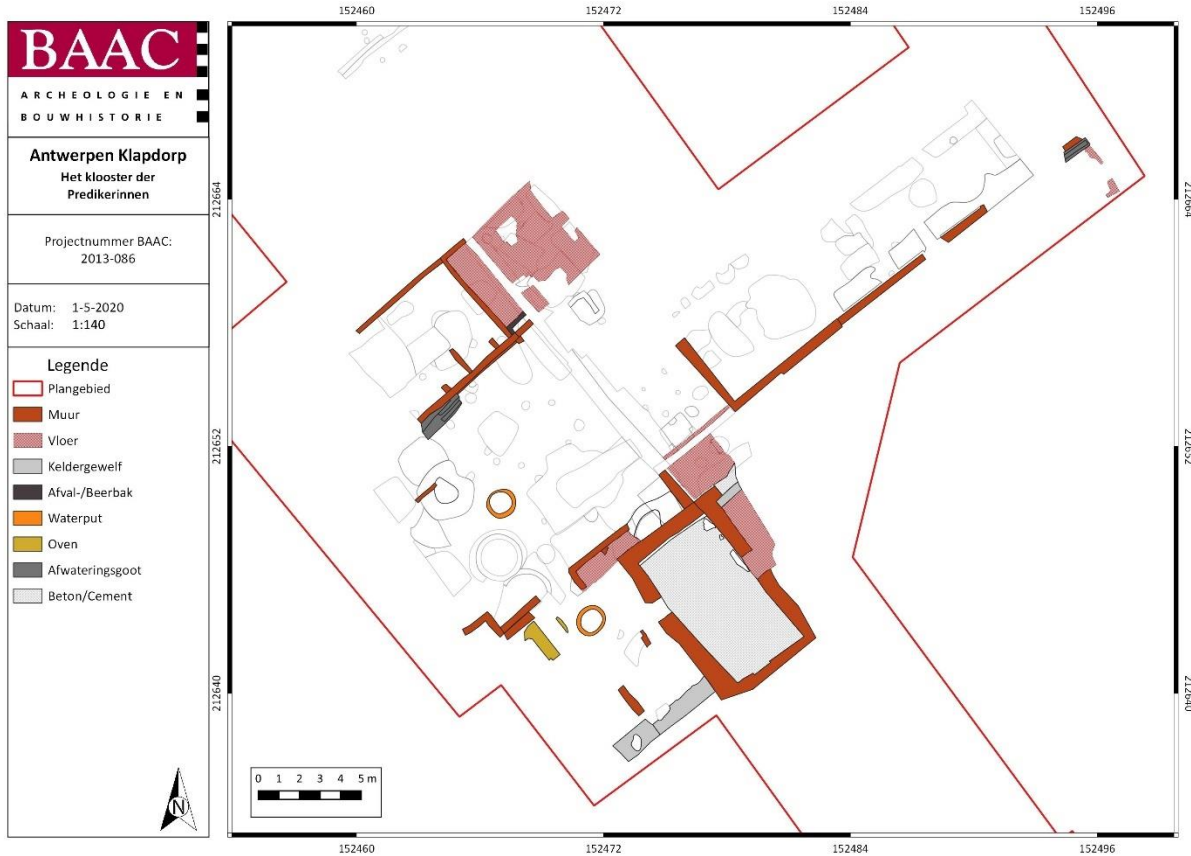 BAAC
ARCHEOLOGIE EN
BOUWHISTORIE
Antwerpen Klapdorp
Het klooster der
Predikerinnen
Projectnummer BAAC:
2013-086
Datum: 1-5-2020
Schaal: 1:140
Legende
Plangebied
Muur
Vloer
Keldergewelf
Afval-/Beerbak
Waterput
Oven
Afwateringsgoot
Beton/Cement
N
152460 152472 152484 152496
212664 212664
212652 212652
212640 212640
0 1 2 3 4 5 m
152460 152472 152484 152496